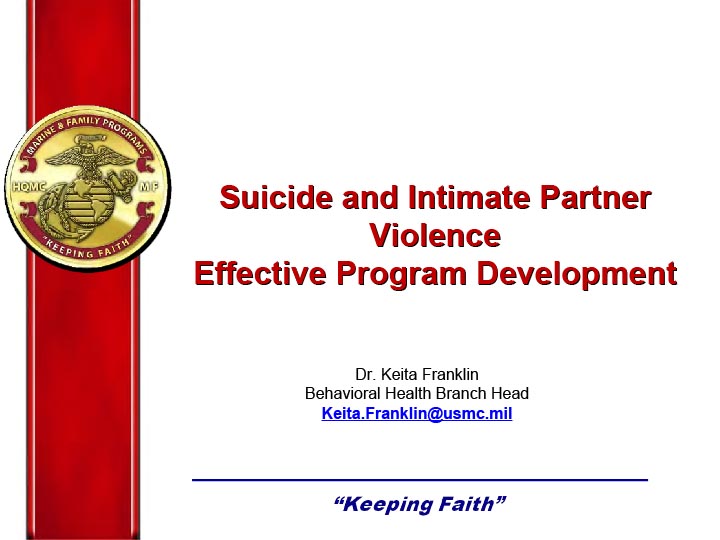 MARINE & FAMILY PROGRAMS
HQMC M F
"KEEPING FAITH"
Suicide and Intimate Partner
Violence
Effective Program Development
Dr. Keita Franklin
Behavioral Health Branch Head
Keita.Franklin@usmc.mil
“Keeping Faith”